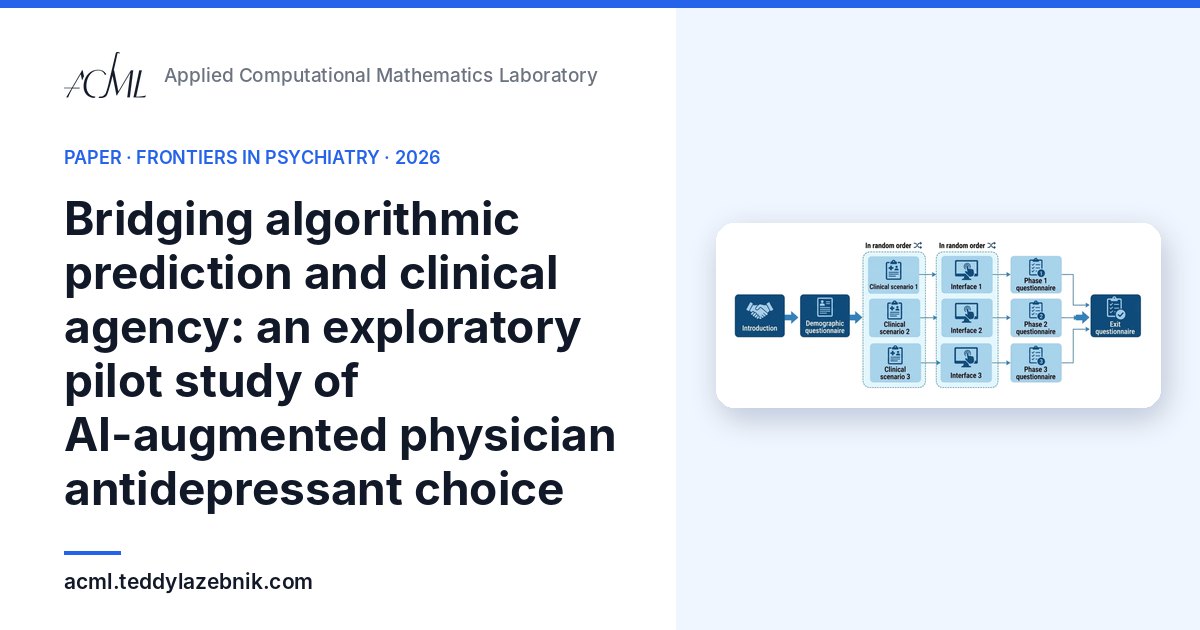 ACML
Applied Computational Mathematics Laboratory
PAPER · FRONTIERS IN PSYCHIATRY · 2026
Bridging algorithmic
prediction and clinical
agency: an exploratory
pilot study of
AI-augmented physician
antidepressant choice
acml.teddylazebnik.com
In random order
In random order
Introduction
Demographic
questionnaire
Clinical scenario 1
Clinical
scenario 2
Clinical
scenario 3
Interface 1
Interface 2
Interface 3
1
Phase 1
questionnaire
2
Phase 2
questionnaire
3
Phase 3
questionnaire
Exit
questionnaire